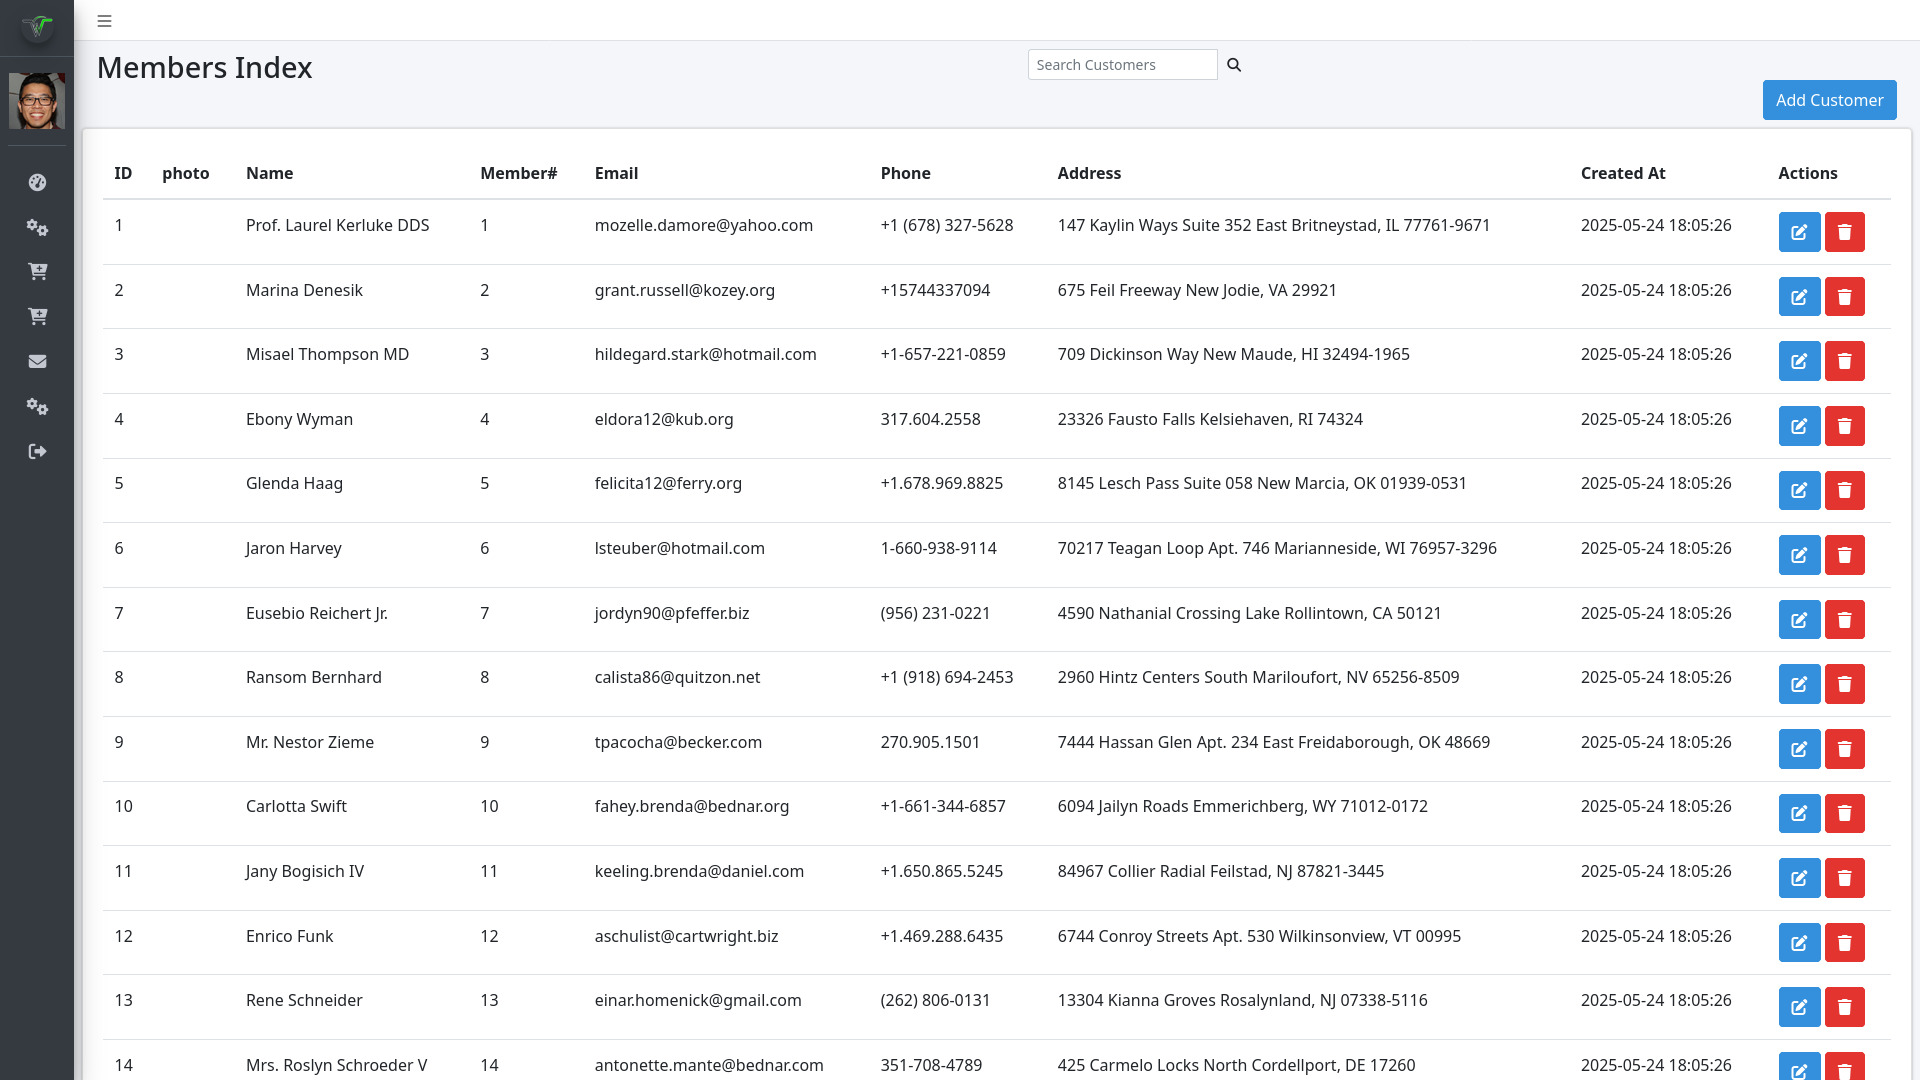 Members Index
Add Customer
ID photo Name Member# Email Phone Address Created At Actions
1 Prof. Laurel Kerluke DDS 1 mozelle.damore@yahoo.com +1 (678) 327-5628 147 Kaylin Ways Suite 352 East Britneystad, IL 77761-9671 2025-05-24 18:05:26
2 Marina Denesik 2 grant.russell@kozey.org +15744337094 675 Feil Freeway New Jodie, VA 29921 2025-05-24 18:05:26
3 Misael Thompson MD 3 hildegard.stark@hotmail.com +1-657-221-0859 709 Dickinson Way New Maude, HI 32494-1965 2025-05-24 18:05:26
4 Ebony Wyman 4 eldora12@kub.org 317.604.2558 23326 Fausto Falls Kelsiehaven, RI 74324 2025-05-24 18:05:26
5 Glenda Haag 5 felicita12@ferry.org +1.678.969.8825 8145 Lesch Pass Suite 058 New Marcia, OK 01939-0531 2025-05-24 18:05:26
6 Jaron Harvey 6 lsteuber@hotmail.com 1-660-938-9114 70217 Teagan Loop Apt. 746 Marianneside, WI 76957-3296 2025-05-24 18:05:26
7 Eusebio Reichert Jr. 7 jordyn90@pfeffer.biz (956) 231-0221 4590 Nathanial Crossing Lake Rollintown, CA 50121 2025-05-24 18:05:26
8 Ransom Bernhard 8 calista86@quitzon.net +1 (918) 694-2453 2960 Hintz Centers South Mariloufort, NV 65256-8509 2025-05-24 18:05:26
9 Mr. Nestor Zieme 9 tpacocha@becker.com 270.905.1501 7444 Hassan Glen Apt. 234 East Freidaborough, OK 48669 2025-05-24 18:05:26
10 Carlotta Swift 10 fahey.brenda@bednar.org +1-661-344-6857 6094 Jailyn Roads Emmerichberg, WY 71012-0172 2025-05-24 18:05:26
11 Jany Bogisich IV 11 keeling.brenda@daniel.com +1.650.865.5245 84967 Collier Radial Feilstad, NJ 87821-3445 2025-05-24 18:05:26
12 Enrico Funk 12 aschulist@cartwright.biz +1.469.288.6435 6744 Conroy Streets Apt. 530 Wilkinsonview, VT 00995 2025-05-24 18:05:26
13 Rene Schneider 13 einar.homenick@gmail.com (262) 806-0131 13304 Kianna Groves Rosalynland, NJ 07338-5116 2025-05-24 18:05:26
14 Mrs. Roslyn Schroeder V 14 antonette.mante@bednar.com 351-708-4789 425 Carmelo Locks North Cordellport, DE 17260 2025-05-24 18:05:26
Search Customers